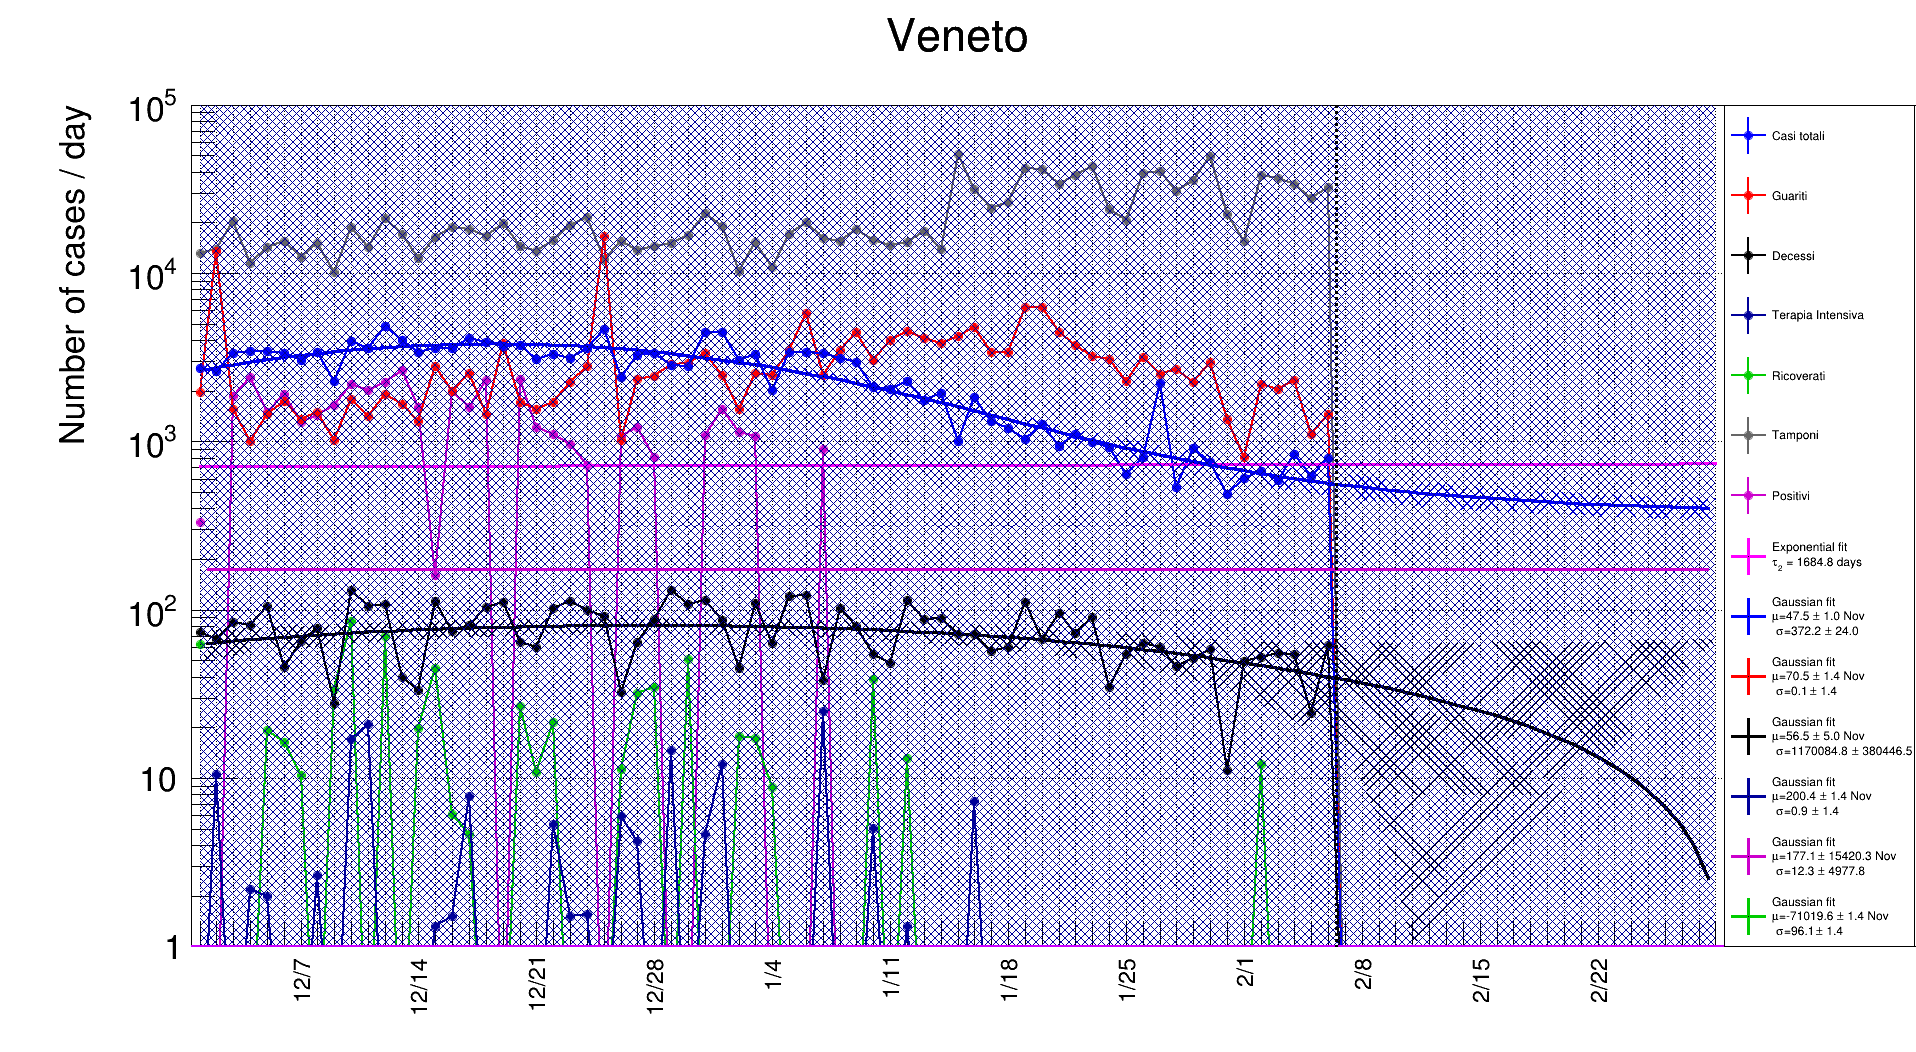 Veneto
Number of cases / day
10^5
10^4
10^3
10^2
10
1
12/7
12/14
12/21
12/28
1/4
1/11
1/18
1/25
2/1
2/8
2/15
2/22
Casi totali
Guariti
Decessi
Terapia Intensiva
Ricoverati
Tamponi
Positivi
Exponential fit
τ₂ = 1684.8 days
Gaussian fit
μ=47.5 ± 1.0 Nov
σ=372.2 ± 24.0
Gaussian fit
μ=70.5 ± 1.4 Nov
σ=0.1 ± 1.4
Gaussian fit
μ=56.5 ± 5.0 Nov
σ=1170084.8 ± 380446.5
Gaussian fit
μ=200.4 ± 1.4 Nov
σ=0.9 ± 1.4
Gaussian fit
μ=177.1 ± 15420.3 Nov
σ=12.3 ± 4977.8
Gaussian fit
μ=-71019.6 ± 1.4 Nov
σ=96.1 ± 1.4